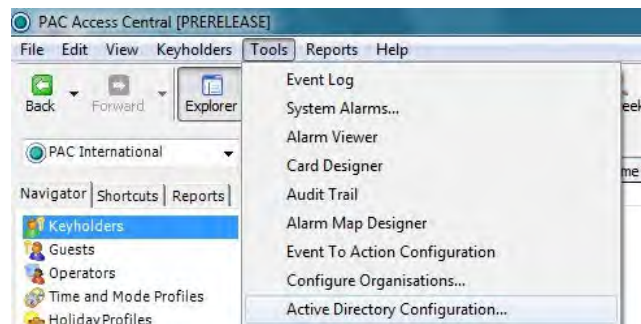 PAC Access Central [PRERELEASE]
File Edit View Keyholders Tools Reports Help
Back Forward Explorer eek
PAC International
me
Navigator Shortcuts Reports
Keyholders
Guests
Operators
Time and Mode Profiles
Holiday Profiles
Event Log
System Alarms...
Alarm Viewer
Card Designer
Audit Trail
Alarm Map Designer
Event To Action Configuration
Configure Organisations...
Active Directory Configuration...